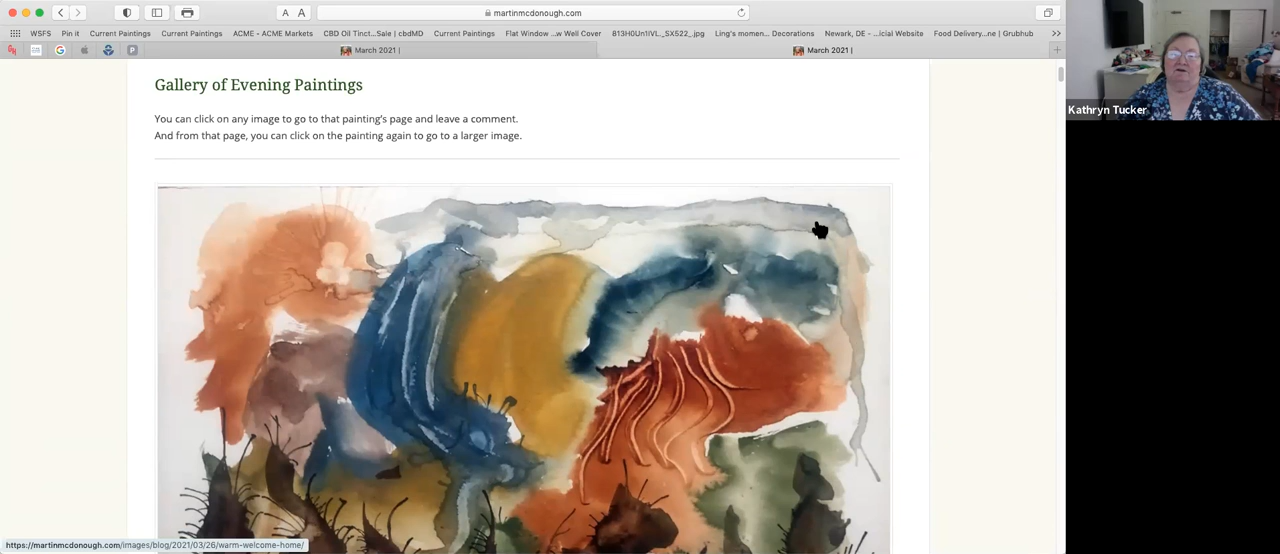 A A
martinmcdonough.com
WSFS Pin it Current Paintings Current Paintings ACME - ACME Markets CBD Oil Tinct...Sale | cbdMD Current Paintings Flat Window ...w Well Cover 813H0Un1IVL._SX522_.jpg Ling's momen... Decorations Newark, DE - ...icial Website Food Delivery...ne | Grubhub >>
G P March 2021 | March 2021 | +
Gallery of Evening Paintings
You can click on any image to go to that painting's page and leave a comment.
And from that page, you can click on the painting again to go to a larger image.
https://martinmcdonough.com/images/blog/2021/03/26/warm-welcome-home/
Kathryn Tucker